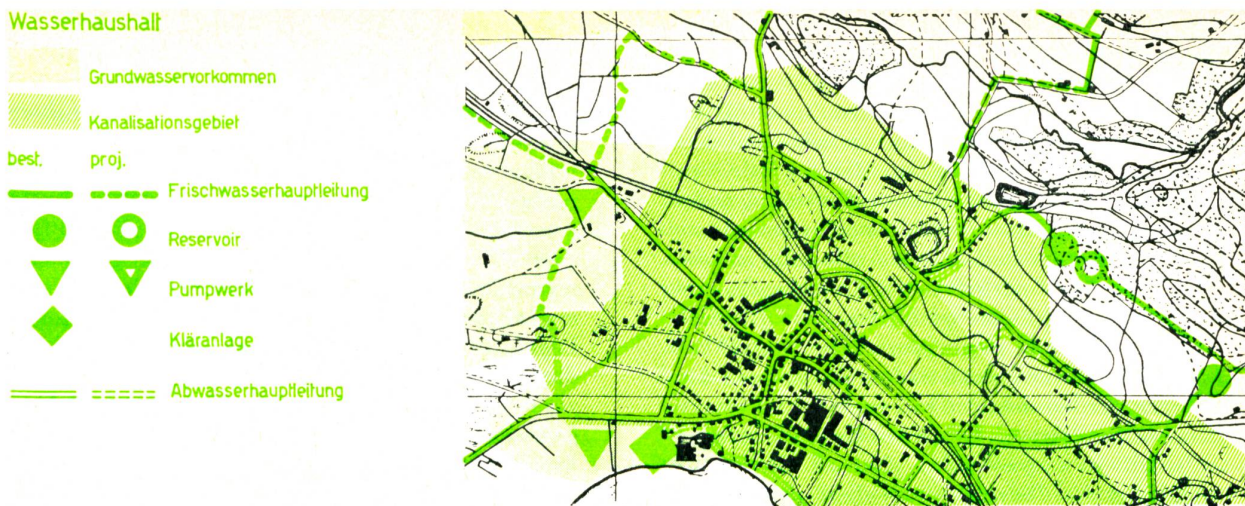 Wasserhaushalt
Grundwasservorkommen
Kanalisationsgebiet
best. proj.
Frischwasserhauptleitung
Reservoir
Pumpwerk
Kläranlage
Abwasserhauptleitung